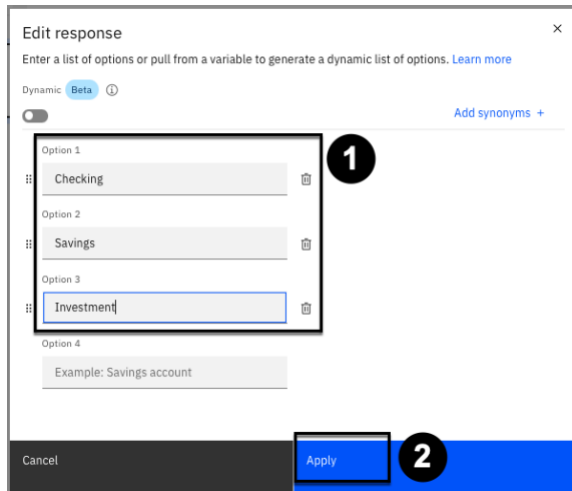 Edit response
Enter a list of options or pull from a variable to generate a dynamic list of options. Learn more
Dynamic Beta
Add synonyms +
Option 1
Checking
1
Option 2
Savings
Option 3
Investment
Option 4
Example: Savings account
Cancel
Apply
2